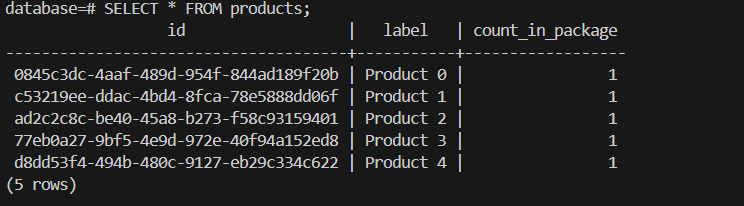 database=# SELECT * FROM products;
id | label | count_in_package
--------------------------------------+-----------+------------------
0845c3dc-4aaf-489d-954f-844ad189f20b | Product 0 | 1
c53219ee-ddac-4bd4-8fca-78e5888dd06f | Product 1 | 1
ad2c2c8c-be40-45a8-b273-f58c93159401 | Product 2 | 1
77eb0a27-9bf5-4e9d-972e-40f94a152ed8 | Product 3 | 1
d8dd53f4-494b-480c-9127-eb29c334c622 | Product 4 | 1
(5 rows)